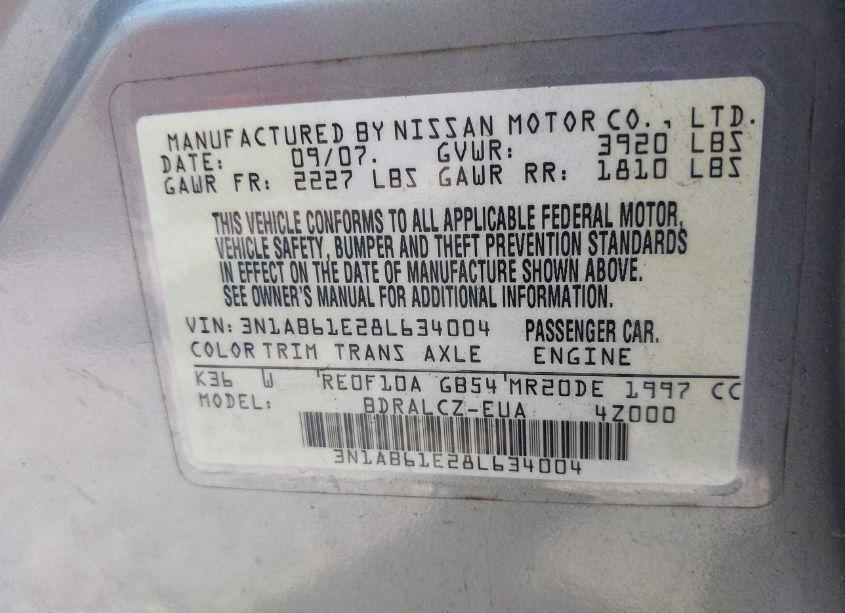 MANUFACTURED BY NISSAN MOTOR CO., LTD.
DATE: 09/07. GVWR: 3920 LBS
GAWR FR: 2227 LBS GAWR RR: 1810 LBS
THIS VEHICLE CONFORMS TO ALL APPLICABLE FEDERAL MOTOR,
VEHICLE SAFETY, BUMPER AND THEFT PREVENTION STANDARDS
IN EFFECT ON THE DATE OF MANUFACTURE SHOWN ABOVE.
SEE OWNER'S MANUAL FOR ADDITIONAL INFORMATION.
VIN: 3N1AB61E28L634004 PASSENGER CAR.
COLOR TRIM TRANS AXLE ENGINE
K36 W RE0F10A GB54 MR20DE 1997 CC
MODEL: BDRALCZ-EUA 4Z000
3N1AB61E28L634004